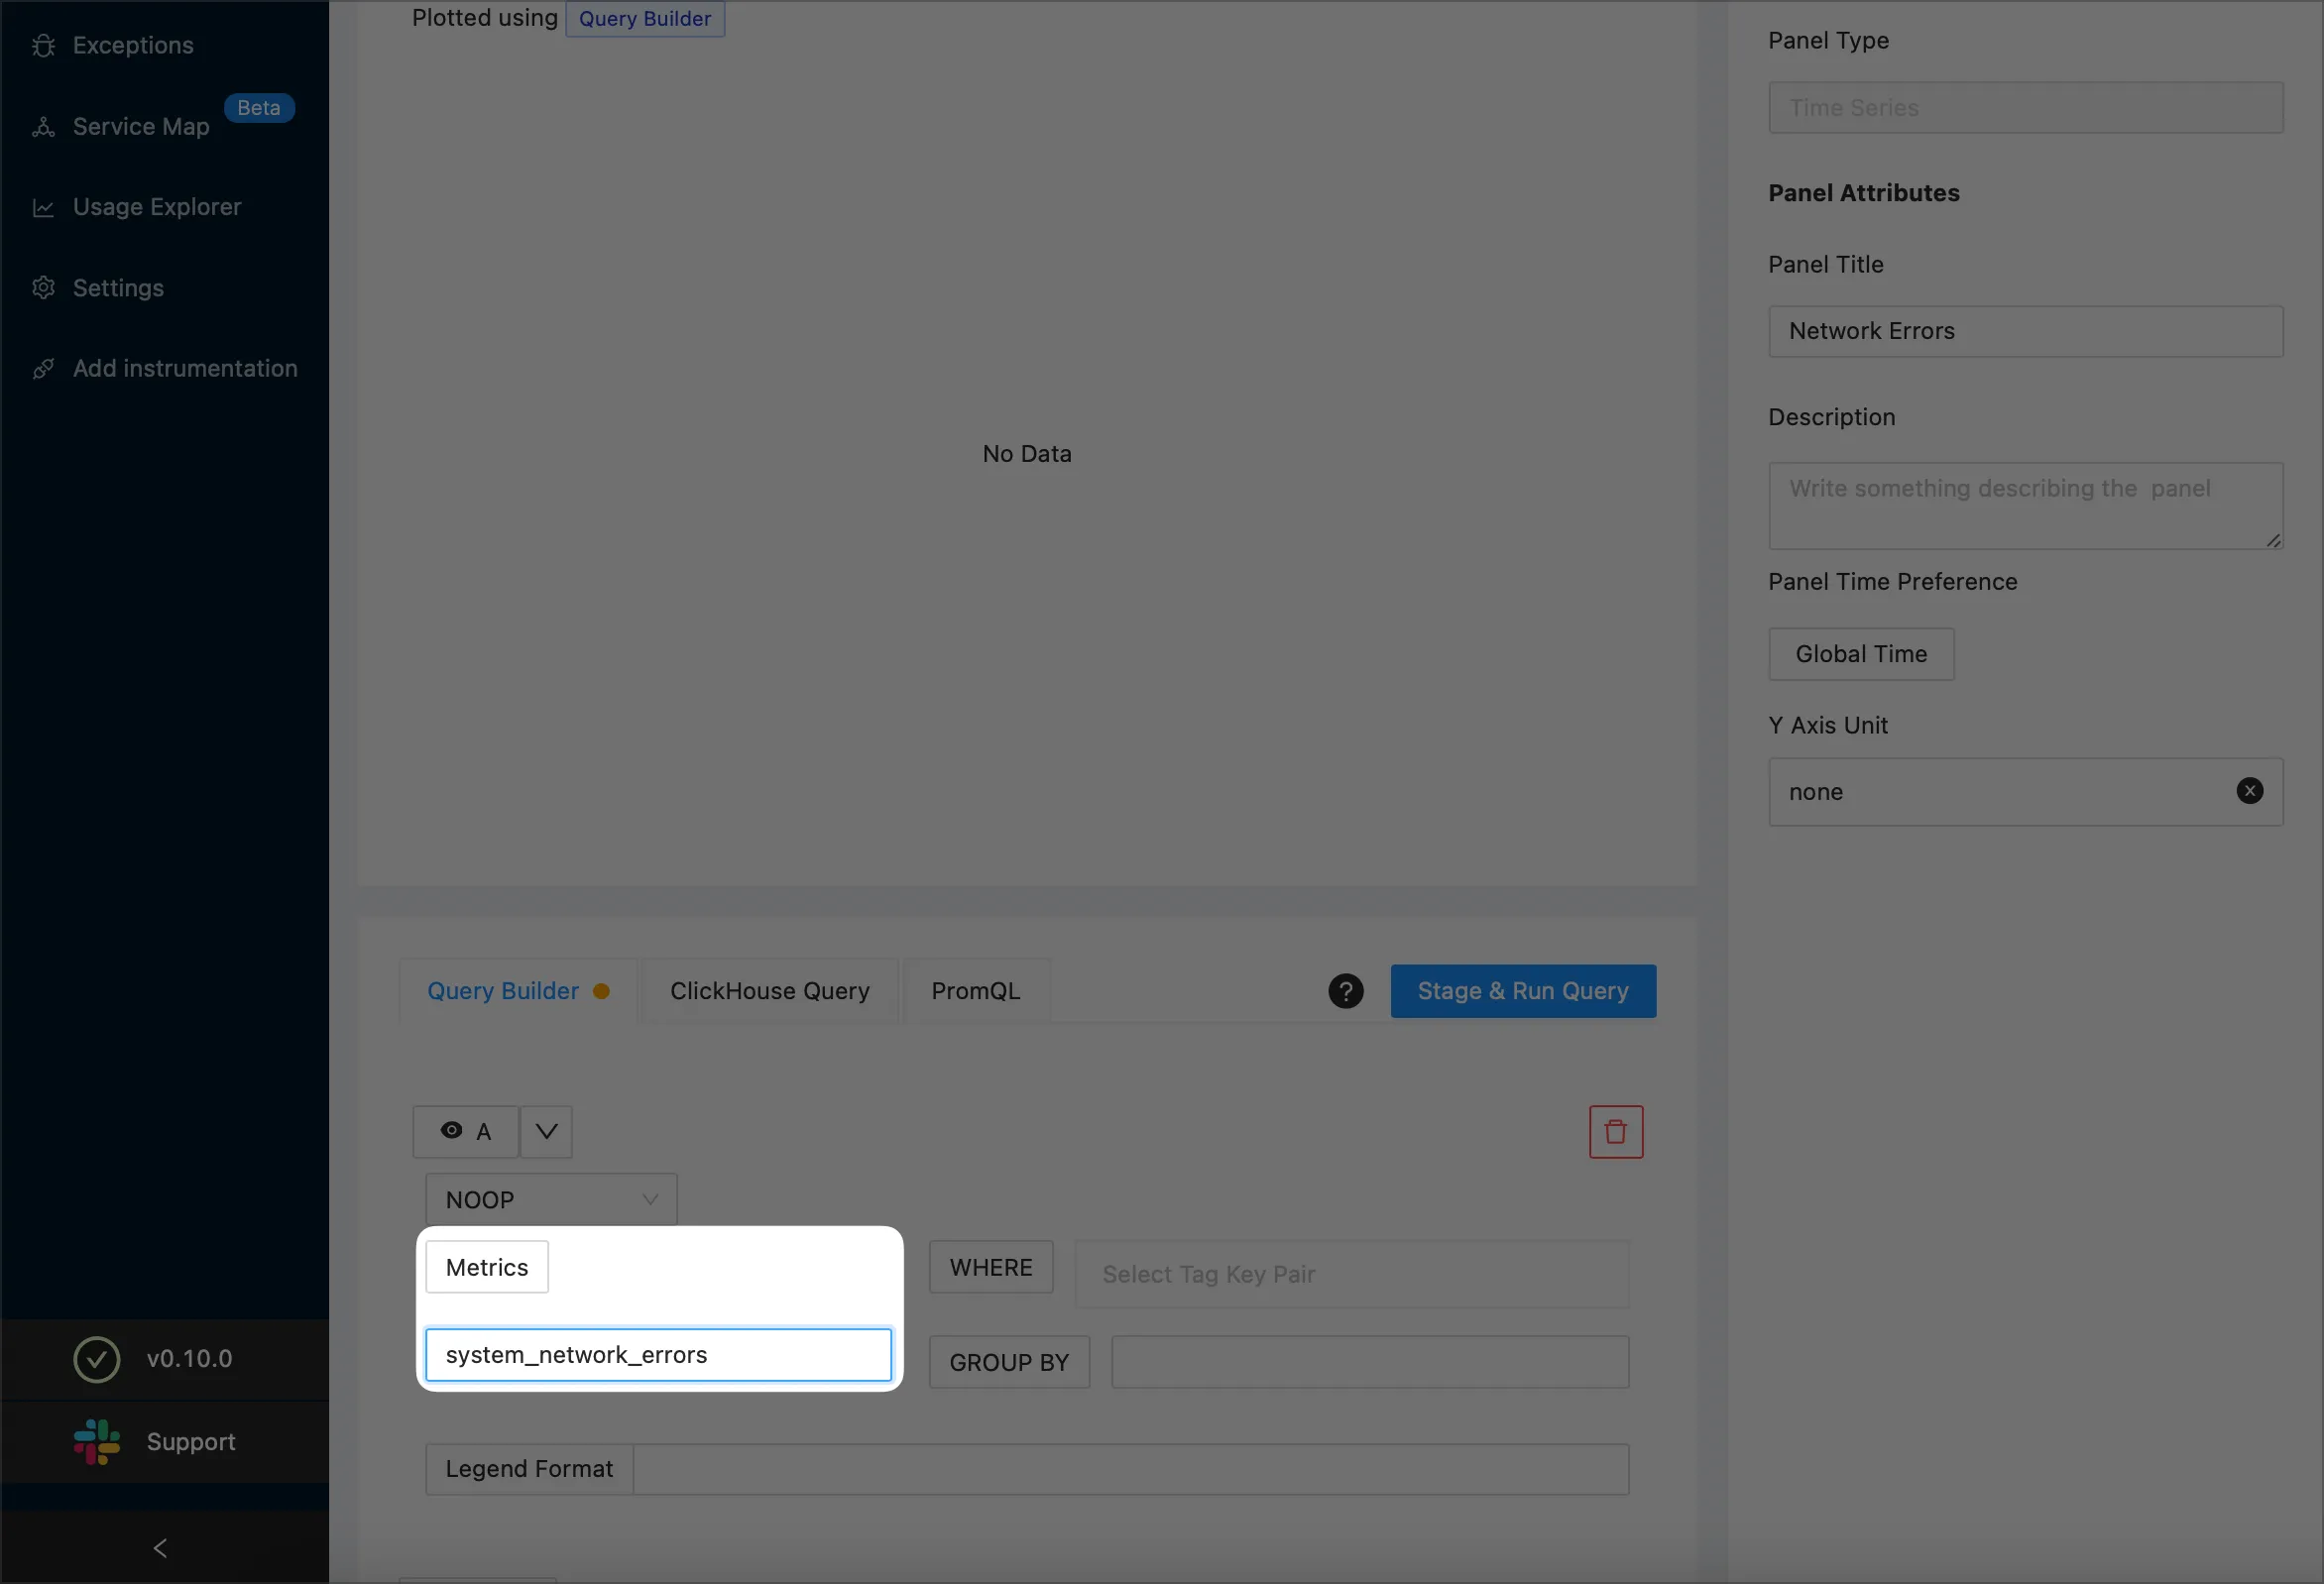 Exceptions
Service Map
Beta
Usage Explorer
Settings
Add instrumentation
v0.10.0
Support
Plotted using Query Builder
No Data
Query Builder
ClickHouse Query
PromQL
?
Stage & Run Query
A
NOOP
Metrics
system_network_errors
WHERE
Select Tag Key Pair
GROUP BY
Legend Format
Panel Type
Time Series
Panel Attributes
Panel Title
Network Errors
Description
Write something describing the panel
Panel Time Preference
Global Time
Y Axis Unit
none